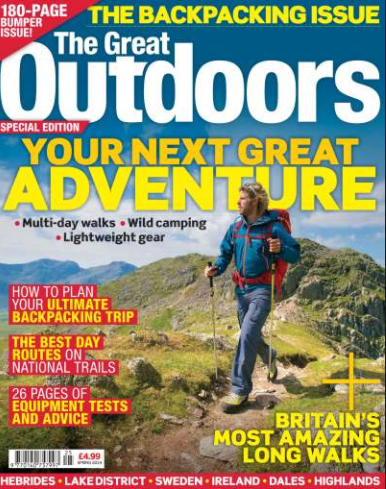 180-PAGE
BUMPER
ISSUE!
THE BACKPACKING ISSUE
The Great
Outdoors
SPECIAL EDITION
YOUR NEXT GREAT
ADVENTURE
• Multi-day walks • Wild camping
• Lightweight gear
HOW TO PLAN
YOUR ULTIMATE
BACKPACKING TRIP
THE BEST DAY
ROUTES ON
NATIONAL TRAILS
26 PAGES OF
EQUIPMENT TESTS
AND ADVICE
£4.99
+
BRITAIN'S
MOST AMAZING
LONG WALKS
HEBRIDES • LAKE DISTRICT • SWEDEN • IRELAND • DALES • HIGHLANDS